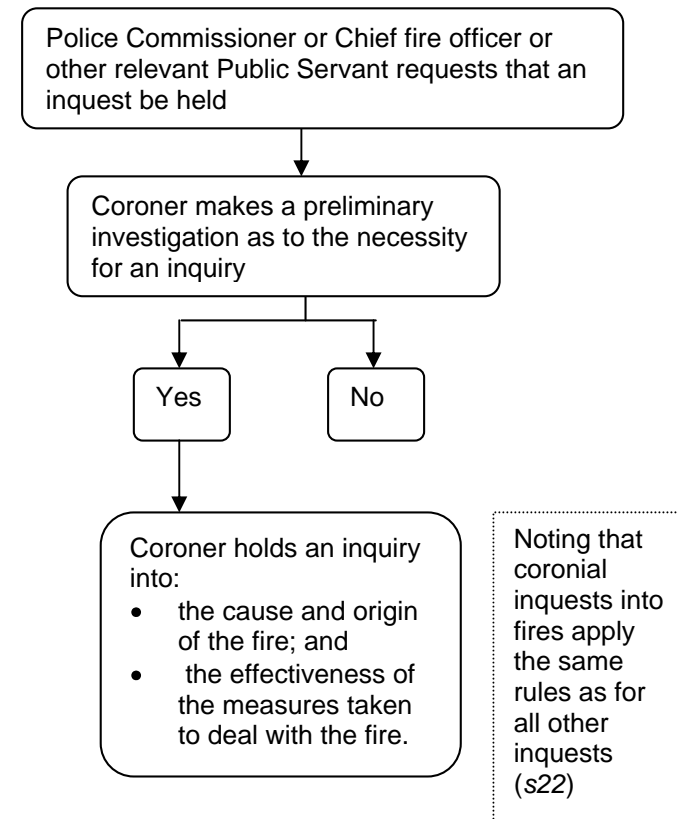 Police Commissioner or Chief fire officer or
other relevant Public Servant requests that an
inquest be held
Coroner makes a preliminary
investigation as to the necessity
for an inquiry
Yes
No
Coroner holds an inquiry
into:
• the cause and origin
of the fire; and
• the effectiveness of
the measures taken
to deal with the fire.
Noting that
coronial
inquests into
fires apply
the same
rules as for
all other
inquests
(s22)